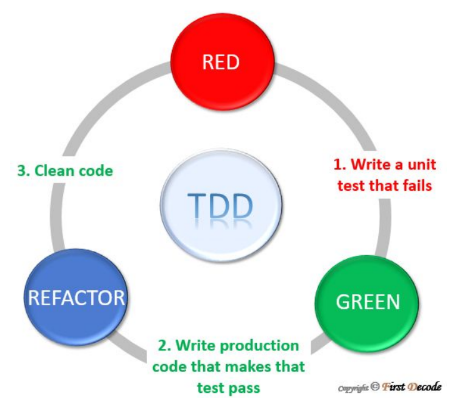 RED
3. Clean code
1. Write a unit
test that fails
TDD
REFACTOR
GREEN
2. Write production
code that makes that
test pass
Copyright © First Decode